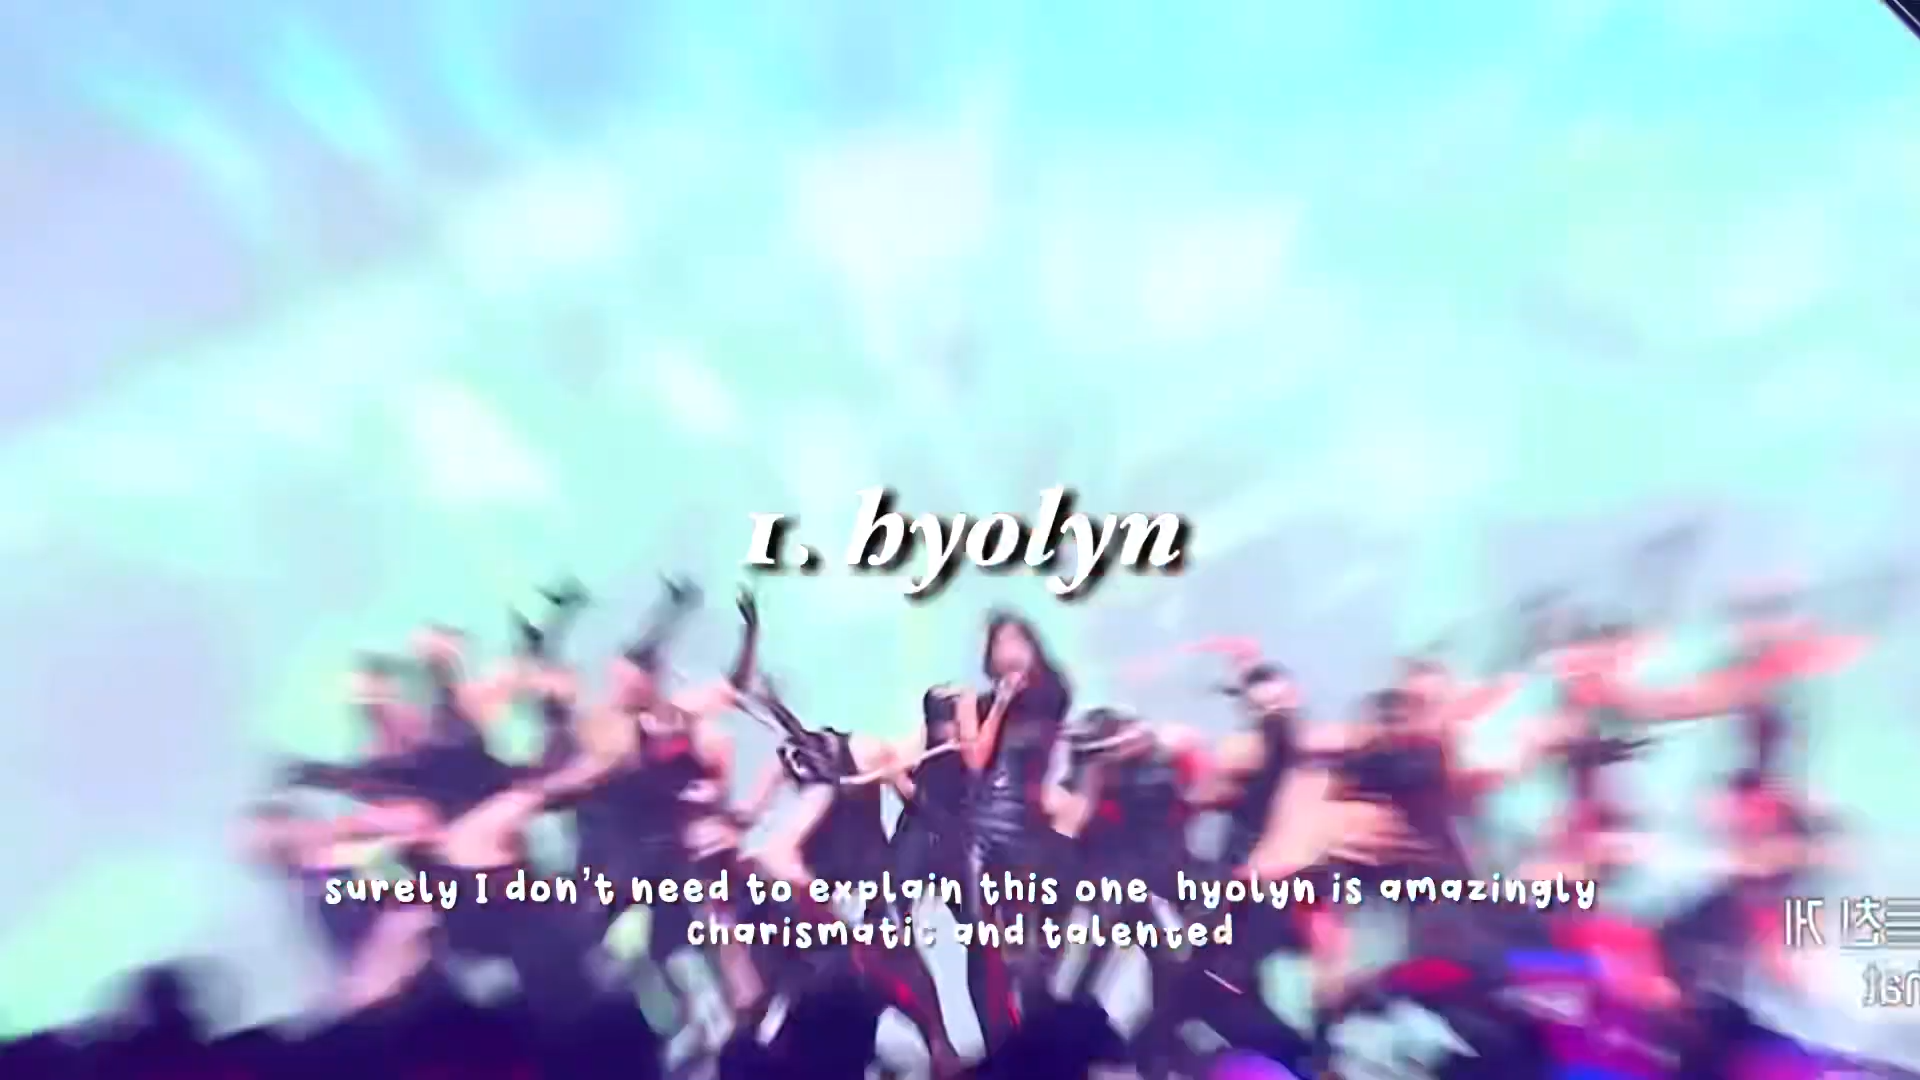 1. hyolyn
surely I don't need to explain this one, hyolyn is amazingly
charismatic and talented